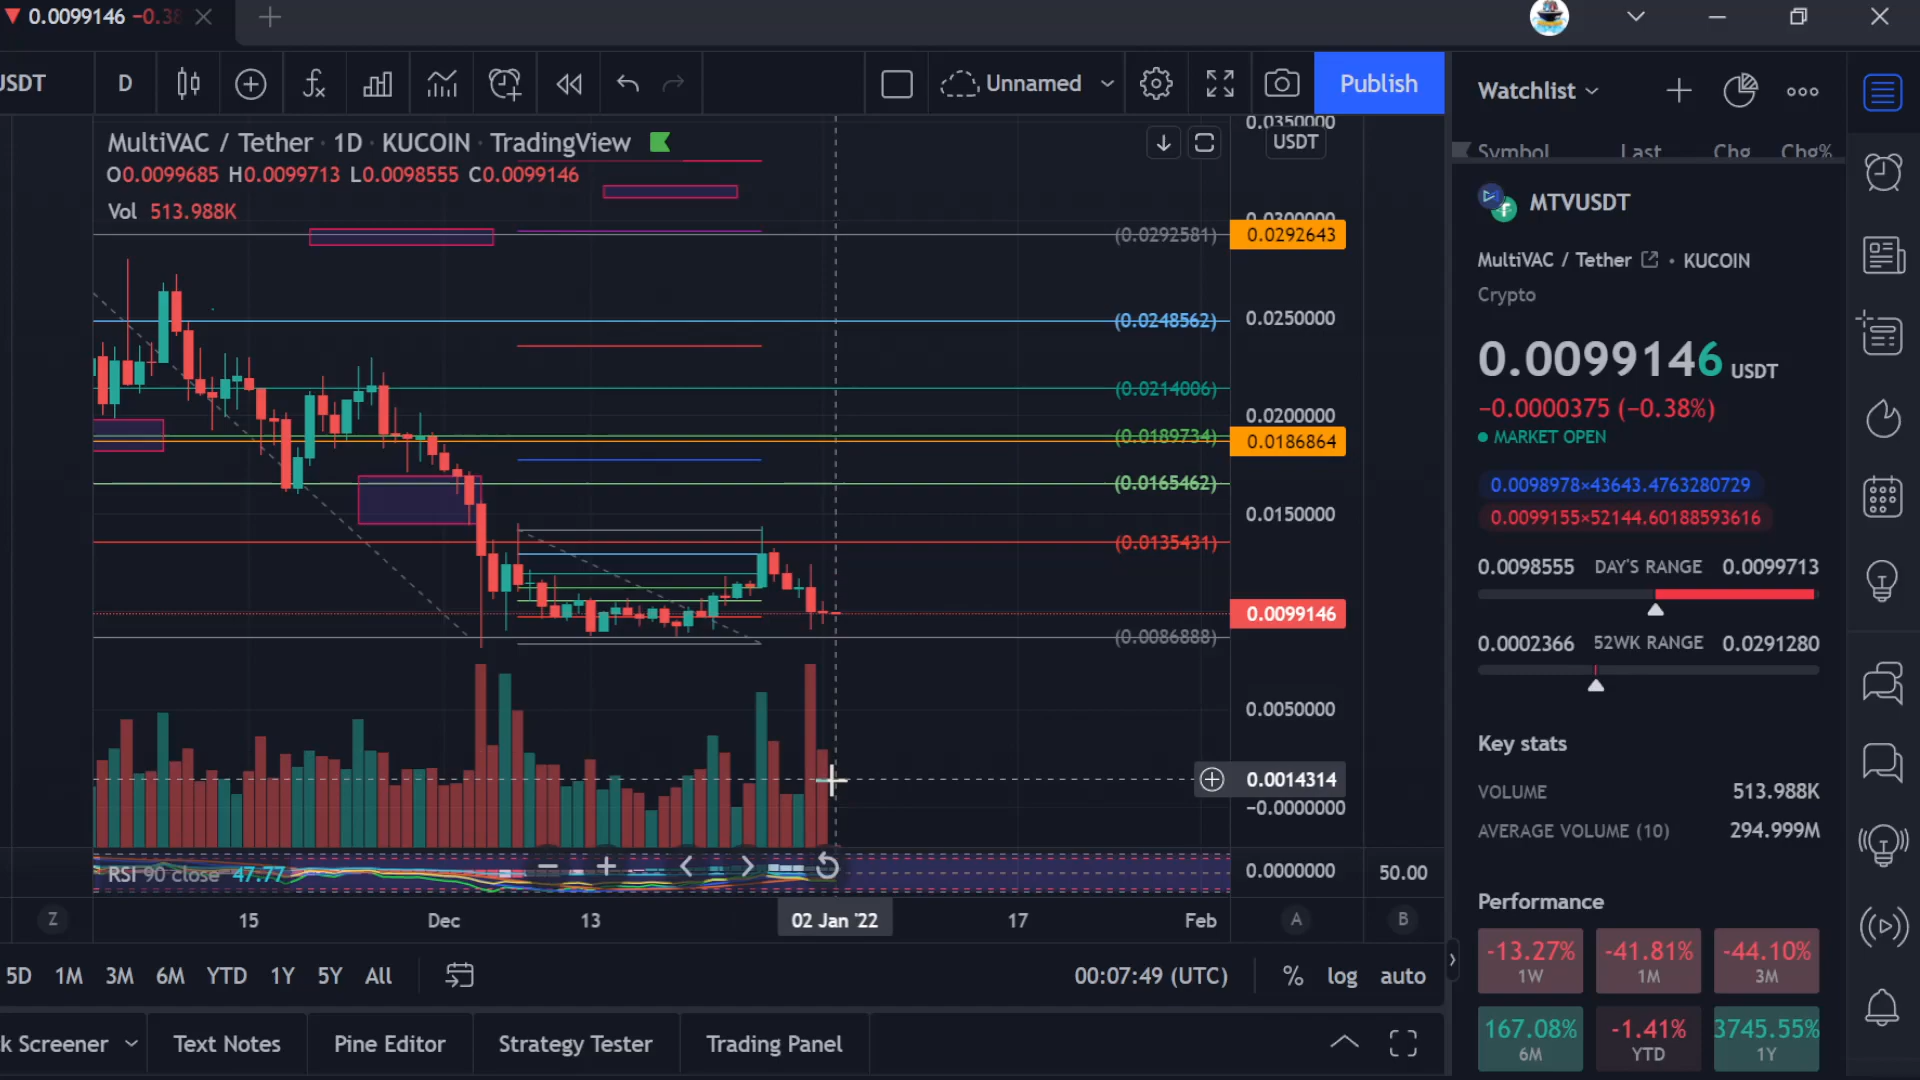 0.0099146 −0.38
USDT
D
Unnamed
Publish
Watchlist
Symbol Last Chg Chg%
MultiVAC / Tether · 1D · KUCOIN · TradingView
O0.0099685 H0.0099713 L0.0098555 C0.0099146
Vol 513.988K
0.0350000
USDT
0.0300000
(0.0292581)
0.0292643
(0.0248562)
0.0250000
(0.0214006)
0.0200000
(0.0189734)
0.0186864
(0.0165462)
0.0150000
(0.0135431)
0.0099146
(0.0086888)
0.0050000
0.0014314
−0.0000000
RSI 90 close 47.77
0.0000000
50.00
Z
15
Dec
13
02 Jan '22
17
Feb
A
B
5D 1M 3M 6M YTD 1Y 5Y All
00:07:49 (UTC)
% log auto
k Screener
Text Notes
Pine Editor
Strategy Tester
Trading Panel
MTVUSDT
MultiVAC / Tether • KUCOIN
Crypto
0.0099146 USDT
−0.0000375 (−0.38%)
MARKET OPEN
0.0098978×43643.4763280729
0.0099155×52144.60188593616
0.0098555 DAY'S RANGE 0.0099713
0.0002366 52WK RANGE 0.0291280
Key stats
VOLUME 513.988K
AVERAGE VOLUME (10) 294.999M
Performance
-13.27% -41.81% -44.10%
1W 1M 3M
167.08% -1.41% 3745.55%
6M YTD 1Y